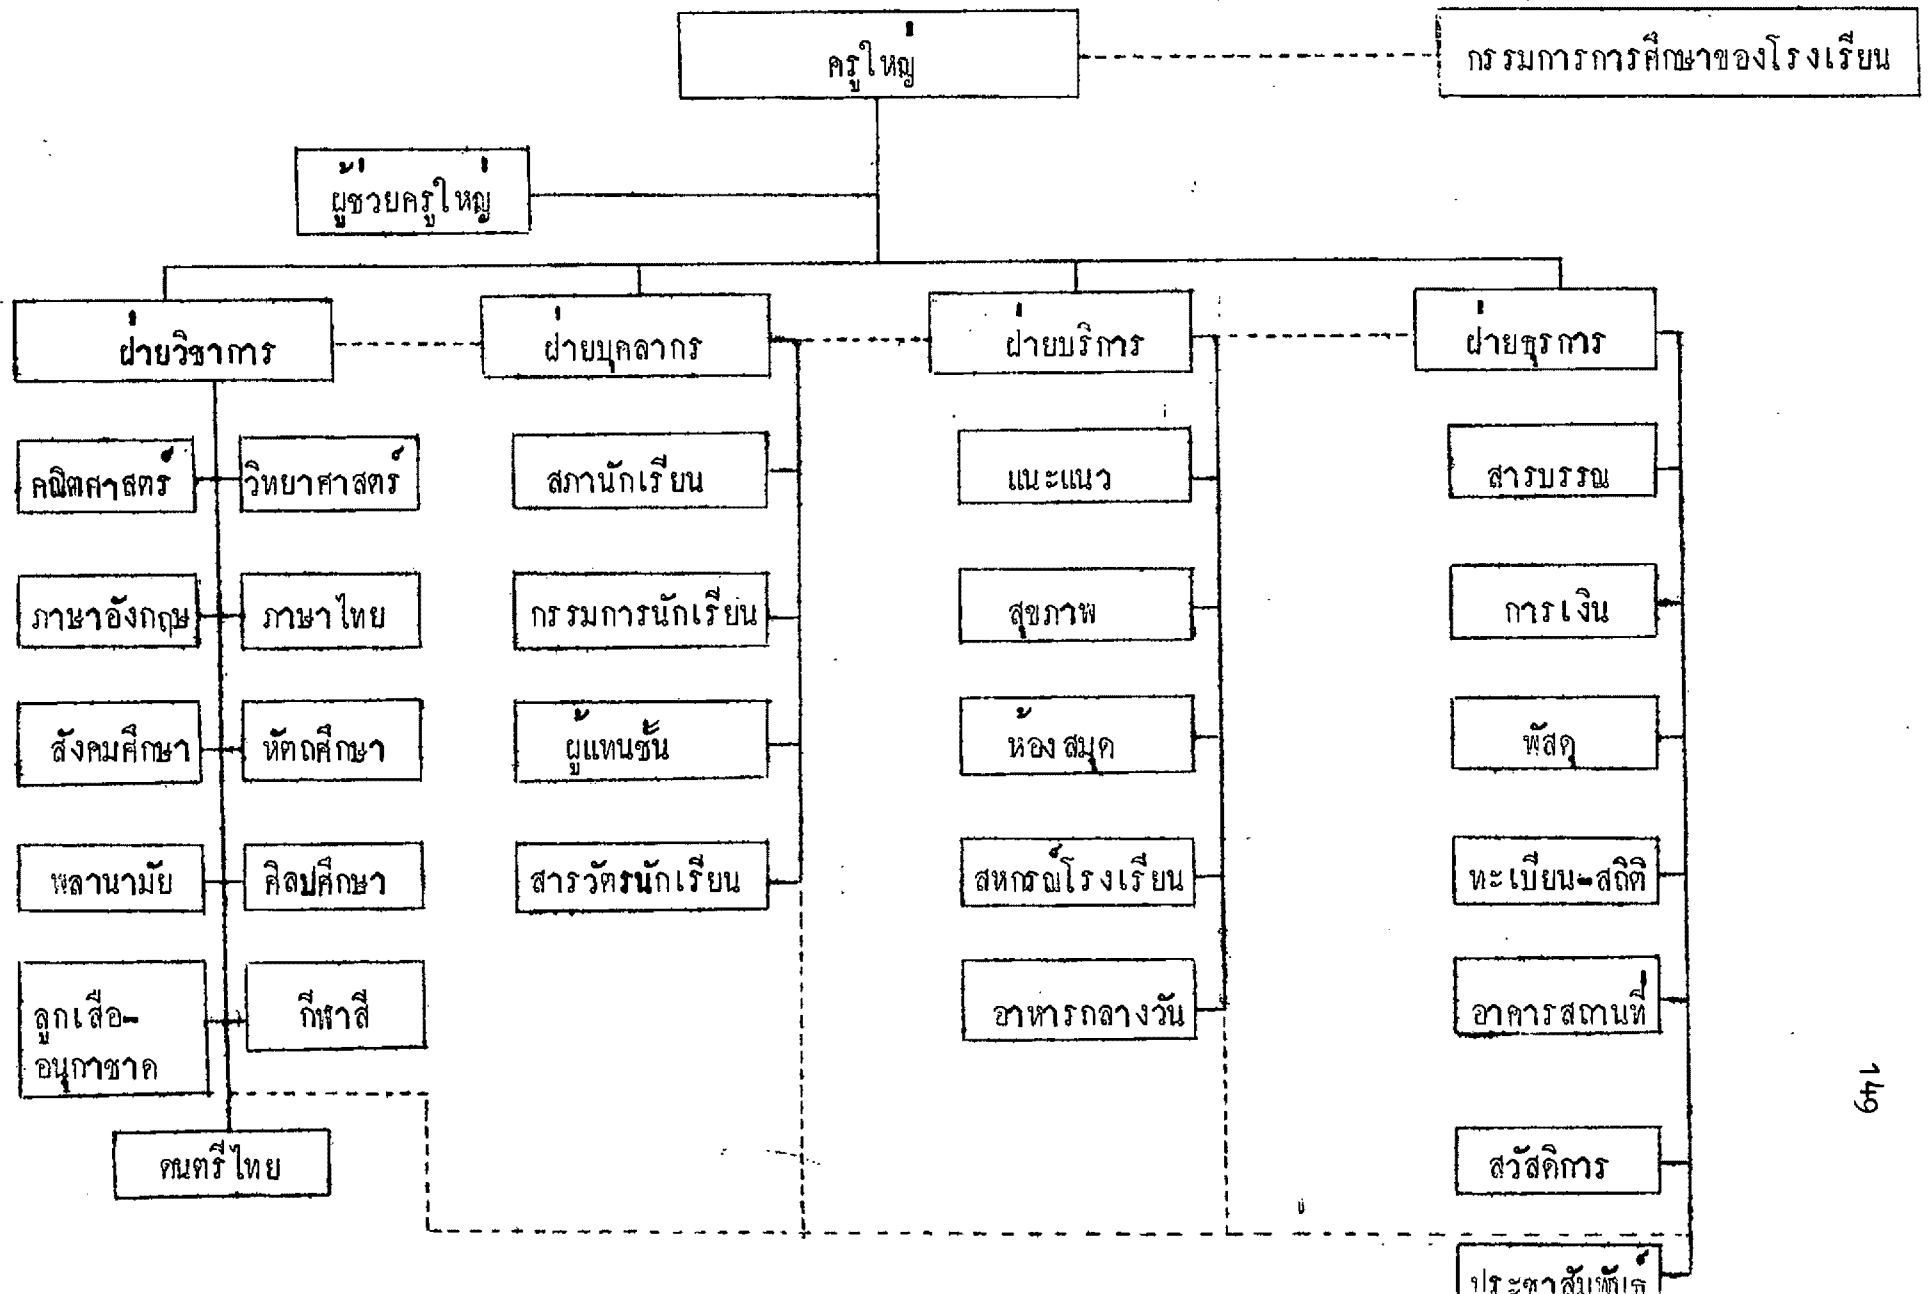 ครูใหญ่
กรรมการการศึกษาของโรงเรียน
ผู้ช่วยครูใหญ่
ฝ่ายวิชาการ
ฝ่ายบุคลากร
ฝ่ายบริการ
ฝ่ายธุรการ
คณิตศาสตร์
วิทยาศาสตร์
สภานักเรียน
แนะแนว
สารบรรณ
ภาษาอังกฤษ
ภาษาไทย
กรรมการนักเรียน
สุขภาพ
การเงิน
สังคมศึกษา
หัตถศึกษา
ผู้แทนชั้น
ห้องสมุด
พัสดุ
พลานามัย
ศิลปศึกษา
สารวัตรนักเรียน
สหกรณ์โรงเรียน
ทะเบียน-สถิติ
ลูกเสือ-
อนุกาชาด
กีฬาสี
อาหารกลางวัน
อาคารสถานที่
149
ดนตรีไทย
สวัสดิการ
ประชาสัมพันธ์